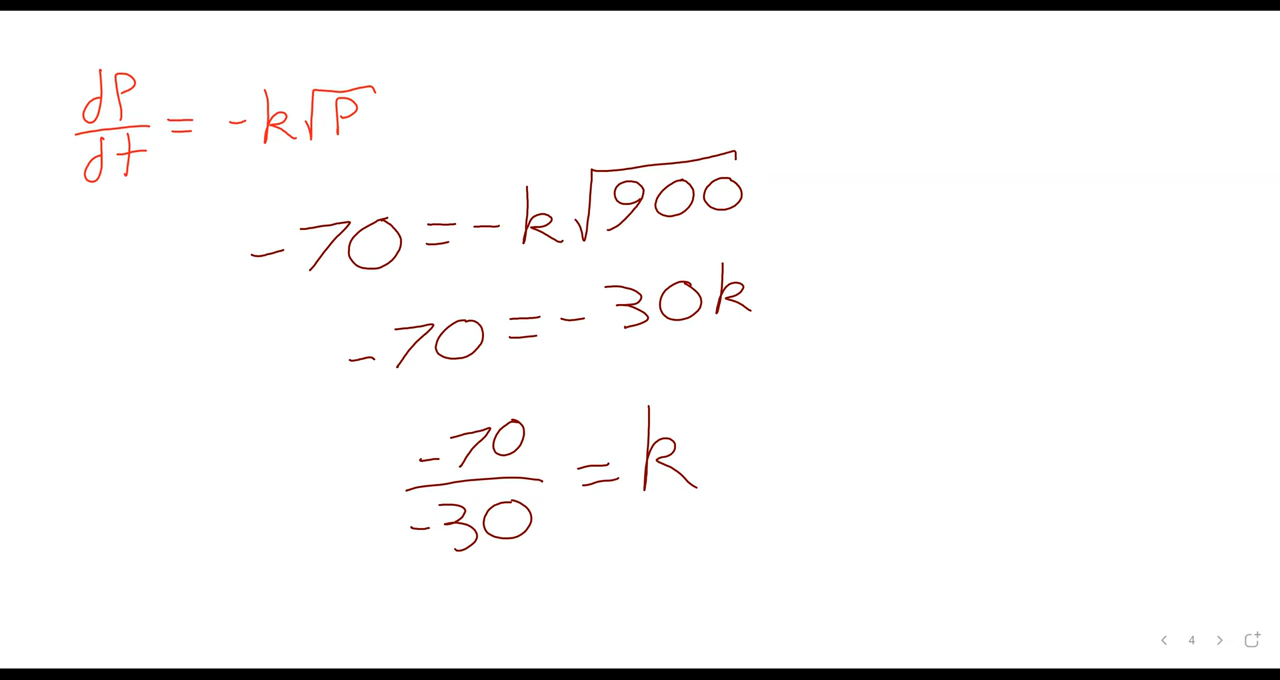 dP/dt = -k√P
-70 = -k√900
-70 = -30k
-70/-30 = k
< 4 >